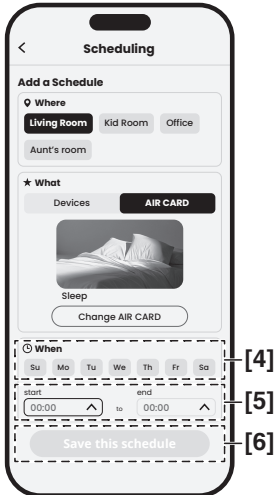 Scheduling
Add a Schedule
Where
Living Room Kid Room Office
Aunt's room
What
Devices AIR CARD
Sleep
Change AIR CARD
When
Su Mo Tu We Th Fr Sa
[4]
start end
00:00 to 00:00
[5]
Save this schedule
[6]